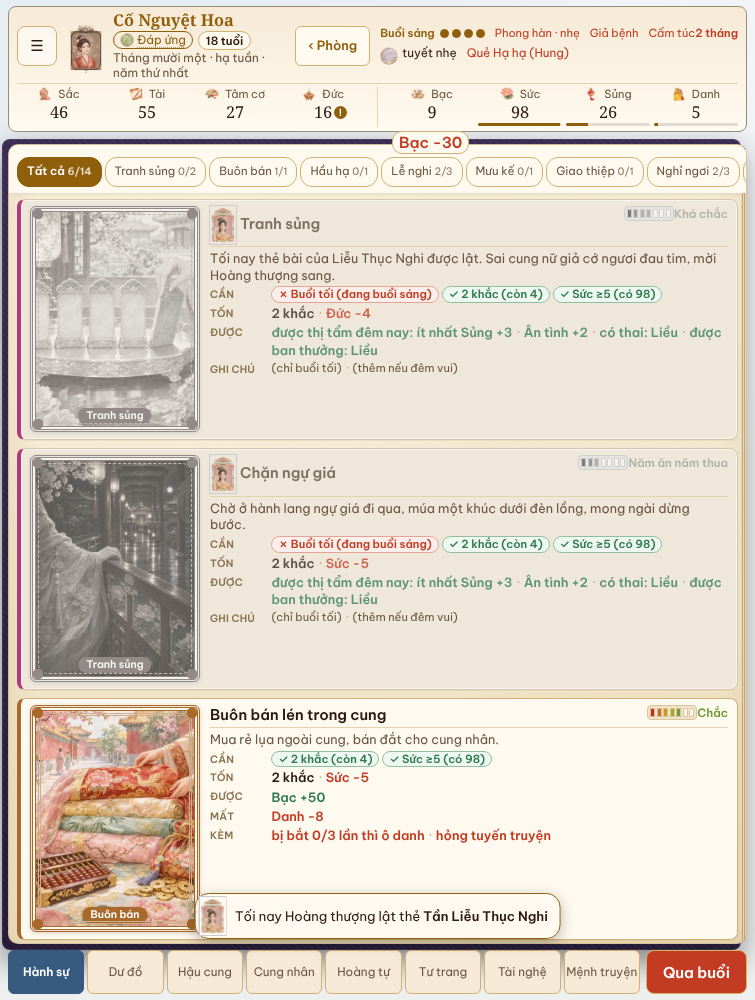 ☰
Cố Nguyệt Hoa
Đáp ứng 18 tuổi
Tháng mười một · hạ tuần ·
năm thứ nhất
‹ Phòng
Buổi sáng Phong hàn · nhẹ Giả bệnh Cấm túc 2 tháng
tuyết nhẹ Quẻ Hạ hạ (Hung)
Sắc Tài Tâm cơ Đức Bạc Sức Sủng Danh
46 55 27 16 ! 9 98 26 5
Bạc −30
Tất cả 6/14 Tranh sủng 0/2 Buôn bán 1/1 Hầu hạ 0/1 Lễ nghi 2/3 Mưu kế 0/1 Giao thiệp 0/1 Nghỉ ngơi 2/3
Tranh sủng
Khá chắc
Tối nay thẻ bài của Liễu Thục Nghi được lật. Sai cung nữ giả cớ ngươi đau tim, mời
Hoàng thượng sang.
CẦN × Buổi tối (đang buổi sáng) ✓ 2 khắc (còn 4) ✓ Sức ≥5 (có 98)
TỐN 2 khắc · Đức −4
ĐƯỢC được thị tẩm đêm nay: ít nhất Sủng +3 · Ân tình +2 · có thai: Liều · được
ban thưởng: Liều
GHI CHÚ (chỉ buổi tối) · (thêm nếu đêm vui)
Tranh sủng
Chặn ngự giá
Năm ăn năm thua
Chờ ở hành lang ngự giá đi qua, múa một khúc dưới đèn lồng, mong ngài dừng
bước.
CẦN × Buổi tối (đang buổi sáng) ✓ 2 khắc (còn 4) ✓ Sức ≥5 (có 98)
TỐN 2 khắc · Sức −5
ĐƯỢC được thị tẩm đêm nay: ít nhất Sủng +3 · Ân tình +2 · có thai: Liều · được
ban thưởng: Liều
GHI CHÚ (chỉ buổi tối) · (thêm nếu đêm vui)
Tranh sủng
Buôn bán lén trong cung
Chắc
Mua rẻ lụa ngoài cung, bán đắt cho cung nhân.
CẦN ✓ 2 khắc (còn 4) ✓ Sức ≥5 (có 98)
TỐN 2 khắc · Sức −5
ĐƯỢC Bạc +50
MẤT Danh −8
KÈM bị bắt 0/3 lần thì ô danh · hỏng tuyến truyện
Buôn bán
Tối nay Hoàng thượng lật thẻ Tần Liễu Thục Nghi
Hành sự Dư đồ Hậu cung Cung nhân Hoàng tự Tư trang Tài nghệ Mệnh truyện Qua buổi